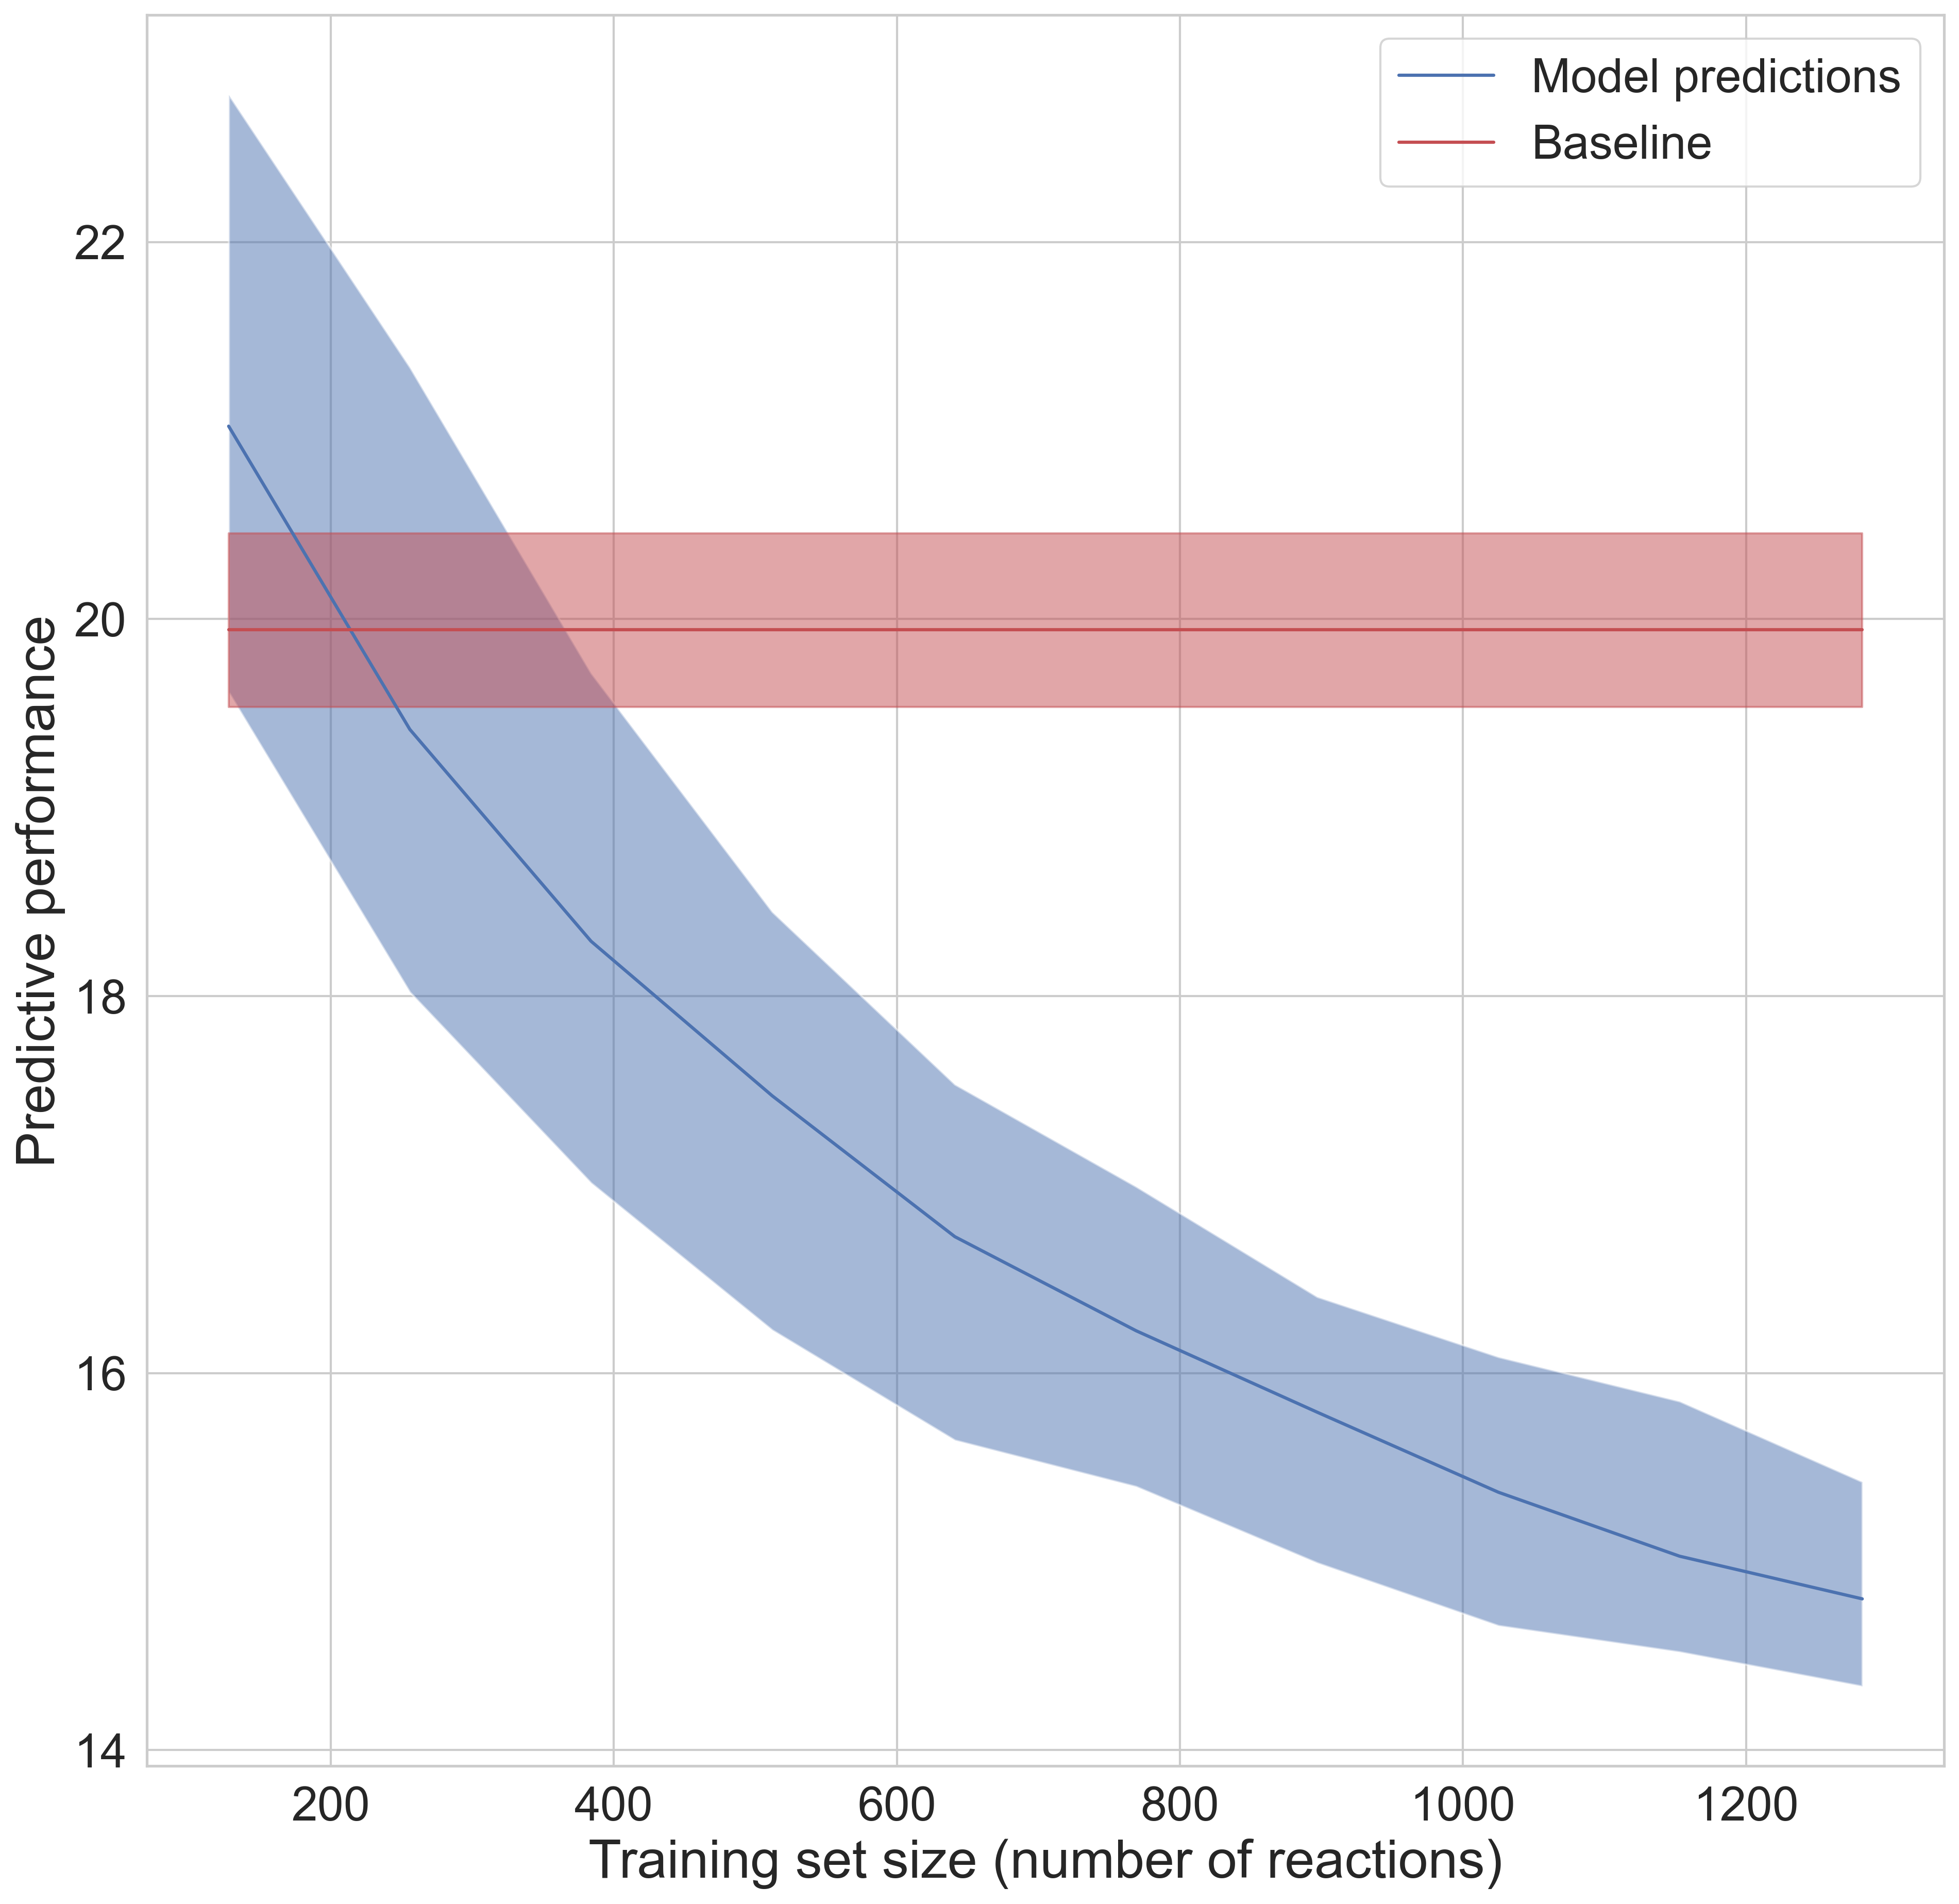 Model predictions
Baseline
22
20
18
16
14
Predictive performance
200 400 600 800 1000 1200
Training set size (number of reactions)